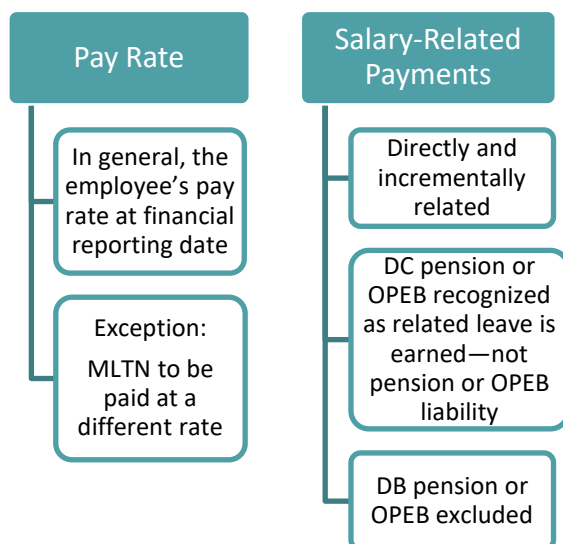 Pay Rate
In general, the
employee's pay
rate at financial
reporting date
Exception:
MLTN to be
paid at a
different rate
Salary-Related
Payments
Directly and
incrementally
related
DC pension or
OPEB recognized
as related leave is
earned—not
pension or OPEB
liability
DB pension or
OPEB excluded